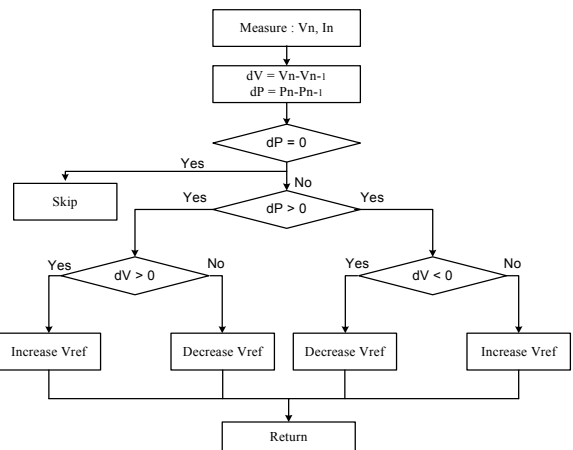 Measure : Vn, In
dV = Vn-Vn-1
dP = Pn-Pn-1
dP = 0
Yes
No
Skip
Yes
dP > 0
Yes
Yes
dV > 0
No
Yes
dV < 0
No
Increase Vref
Decrease Vref
Decrease Vref
Increase Vref
Return